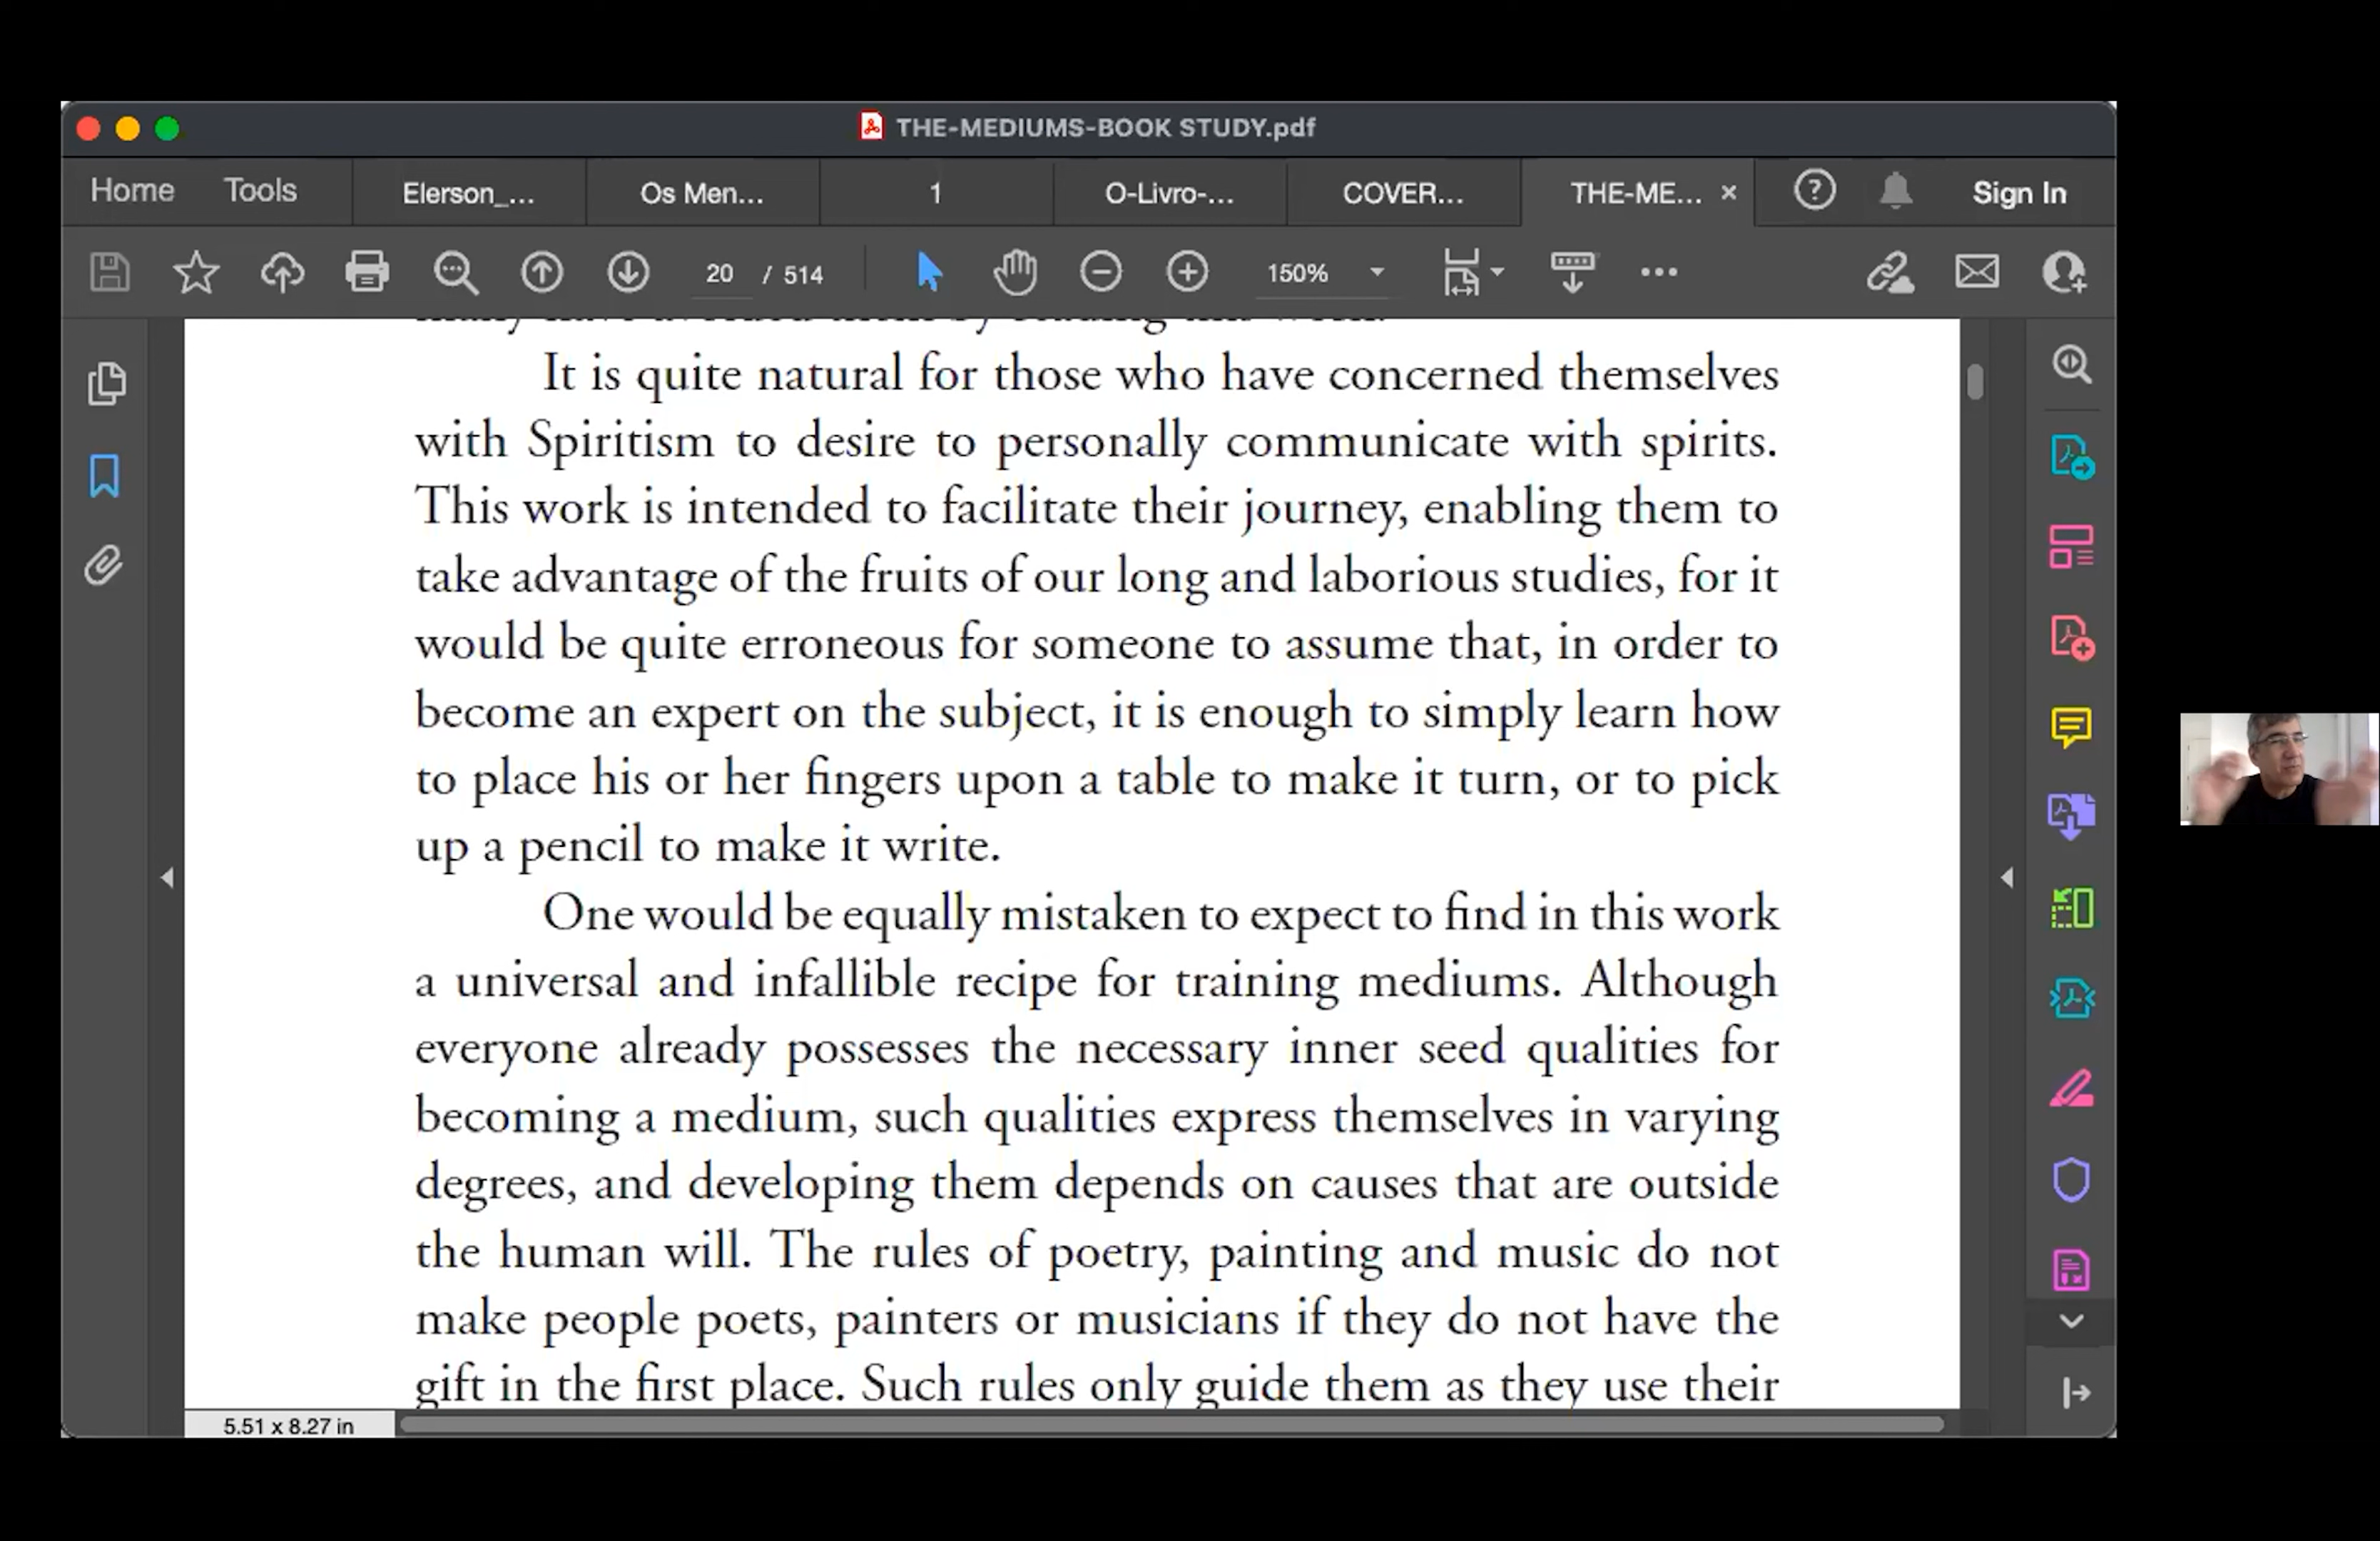 THE-MEDIUMS-BOOK STUDY.pdf
Home Tools Elerson_... Os Men... 1 O-Livro-... COVER... THE-ME... × Sign In
20 / 514 150%
many have avoided them by reading this work.
It is quite natural for those who have concerned themselves
with Spiritism to desire to personally communicate with spirits.
This work is intended to facilitate their journey, enabling them to
take advantage of the fruits of our long and laborious studies, for it
would be quite erroneous for someone to assume that, in order to
become an expert on the subject, it is enough to simply learn how
to place his or her fingers upon a table to make it turn, or to pick
up a pencil to make it write.
One would be equally mistaken to expect to find in this work
a universal and infallible recipe for training mediums. Although
everyone already possesses the necessary inner seed qualities for
becoming a medium, such qualities express themselves in varying
degrees, and developing them depends on causes that are outside
the human will. The rules of poetry, painting and music do not
make people poets, painters or musicians if they do not have the
gift in the first place. Such rules only guide them as they use their
5.51 x 8.27 in